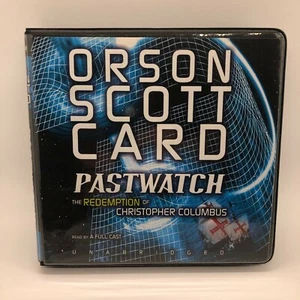 ORSON
SCOTT
CARD
PASTWATCH
THE REDEMPTION OF
CHRISTOPHER COLUMBUS
READ BY A FULL CAST
UNABRIDGED